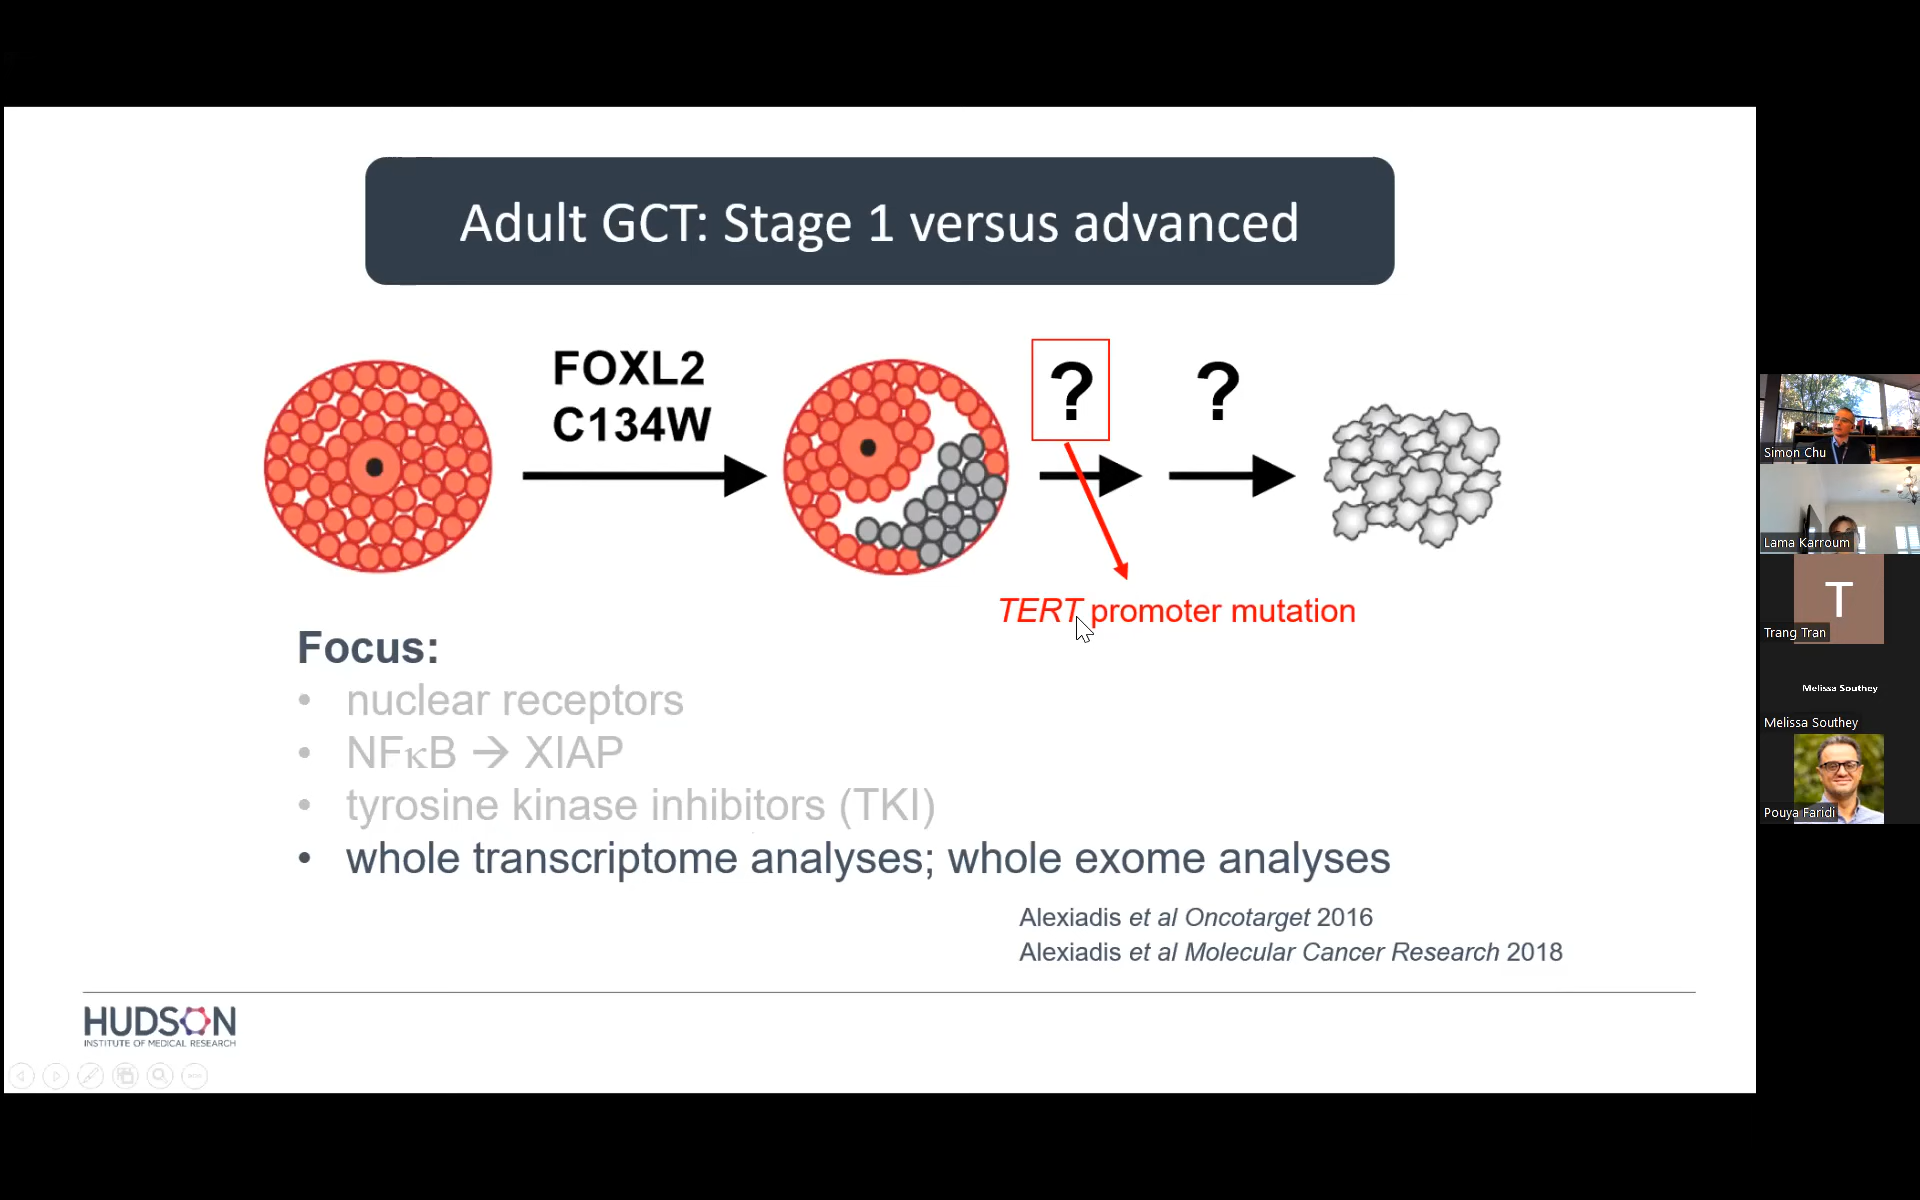 Adult GCT: Stage 1 versus advanced
FOXL2
C134W
?
?
TERT promoter mutation
Focus:
• nuclear receptors
• NFκB → XIAP
• tyrosine kinase inhibitors (TKI)
• whole transcriptome analyses; whole exome analyses
Alexiadis et al Oncotarget 2016
Alexiadis et al Molecular Cancer Research 2018
HUDSON
INSTITUTE OF MEDICAL RESEARCH
Simon Chu
Lama Karroum
T
Trang Tran
Melissa Southey
Melissa Southey
Pouya Faridi